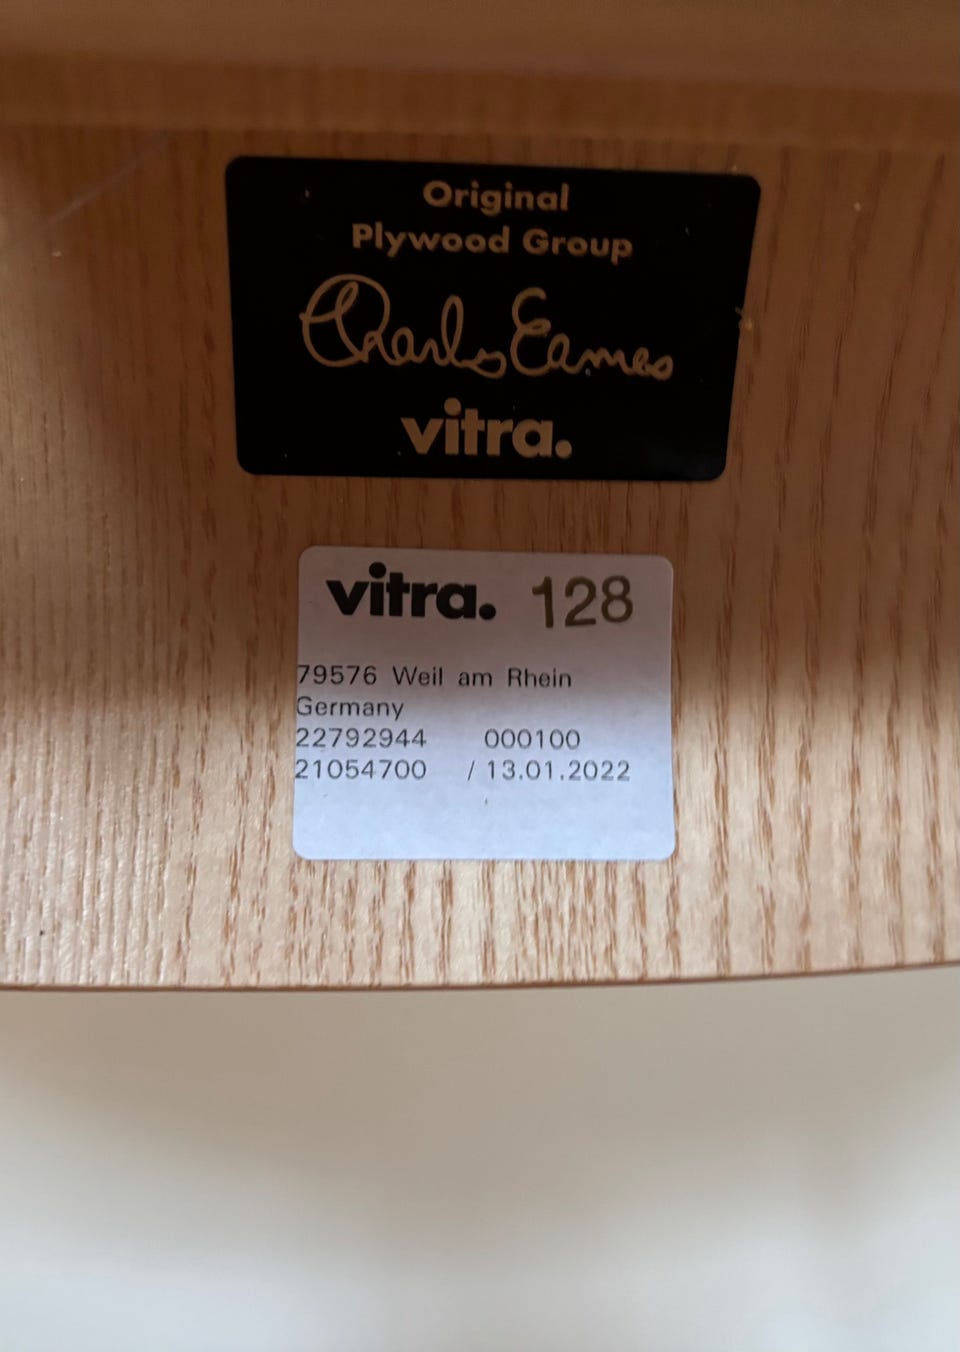 Original
Plywood Group
Charles Eames
vitra.
vitra. 128
79576 Weil am Rhein
Germany
22792944 000100
21054700 / 13.01.2022